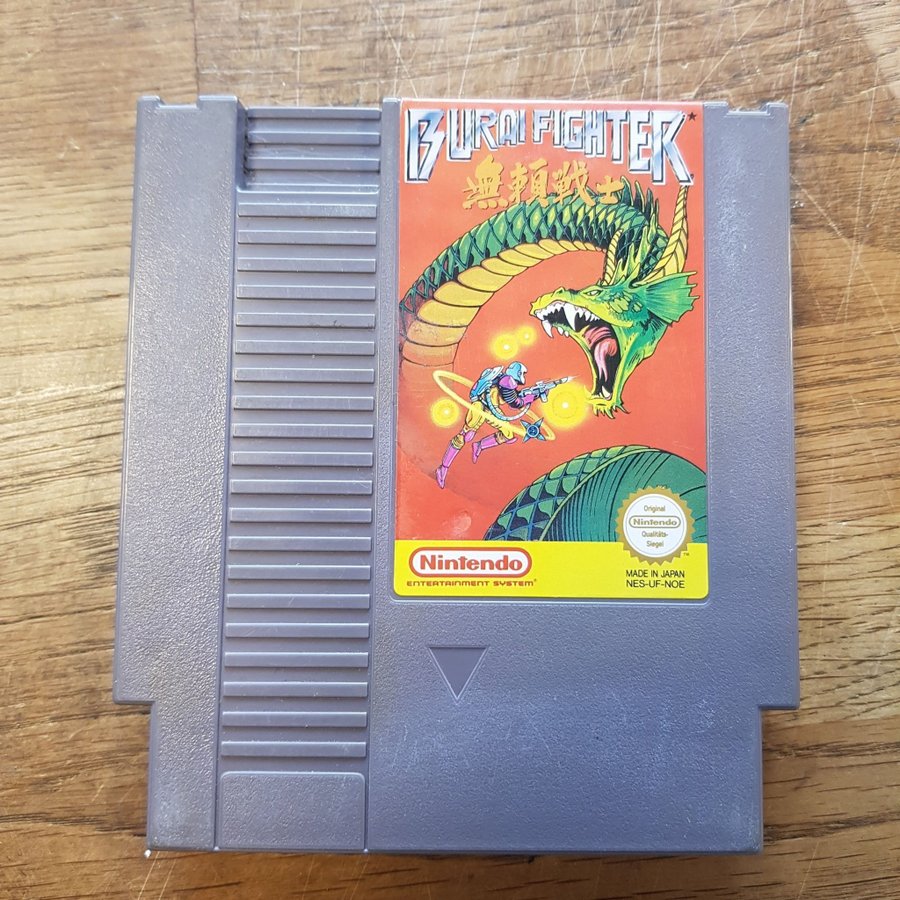 BURAI FIGHTER
無頼戦士
Original
Nintendo
Qualitäts-
Siegel
TM
Nintendo
ENTERTAINMENT SYSTEM
MADE IN JAPAN
NES-UF-NOE